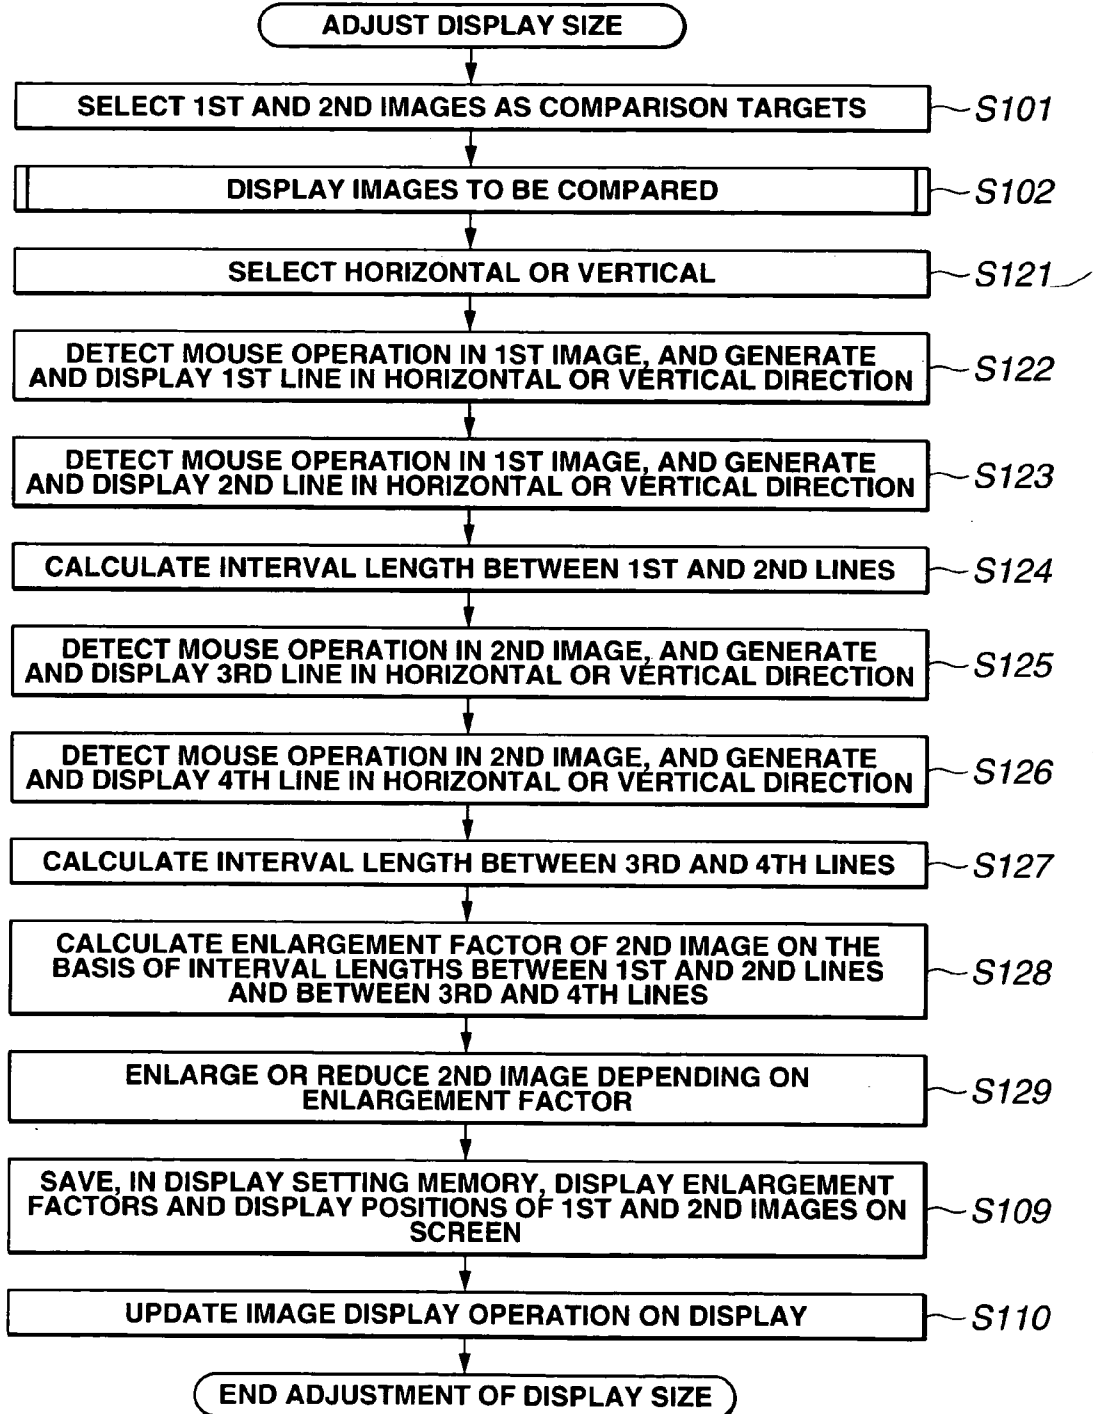 ADJUST DISPLAY SIZE
SELECT 1ST AND 2ND IMAGES AS COMPARISON TARGETS
S101
DISPLAY IMAGES TO BE COMPARED
S102
SELECT HORIZONTAL OR VERTICAL
S121
DETECT MOUSE OPERATION IN 1ST IMAGE, AND GENERATE
AND DISPLAY 1ST LINE IN HORIZONTAL OR VERTICAL DIRECTION
S122
DETECT MOUSE OPERATION IN 1ST IMAGE, AND GENERATE
AND DISPLAY 2ND LINE IN HORIZONTAL OR VERTICAL DIRECTION
S123
CALCULATE INTERVAL LENGTH BETWEEN 1ST AND 2ND LINES
S124
DETECT MOUSE OPERATION IN 2ND IMAGE, AND GENERATE
AND DISPLAY 3RD LINE IN HORIZONTAL OR VERTICAL DIRECTION
S125
DETECT MOUSE OPERATION IN 2ND IMAGE, AND GENERATE
AND DISPLAY 4TH LINE IN HORIZONTAL OR VERTICAL DIRECTION
S126
CALCULATE INTERVAL LENGTH BETWEEN 3RD AND 4TH LINES
S127
CALCULATE ENLARGEMENT FACTOR OF 2ND IMAGE ON THE
BASIS OF INTERVAL LENGTHS BETWEEN 1ST AND 2ND LINES
AND BETWEEN 3RD AND 4TH LINES
S128
ENLARGE OR REDUCE 2ND IMAGE DEPENDING ON
ENLARGEMENT FACTOR
S129
SAVE, IN DISPLAY SETTING MEMORY, DISPLAY ENLARGEMENT
FACTORS AND DISPLAY POSITIONS OF 1ST AND 2ND IMAGES ON
SCREEN
S109
UPDATE IMAGE DISPLAY OPERATION ON DISPLAY
S110
END ADJUSTMENT OF DISPLAY SIZE